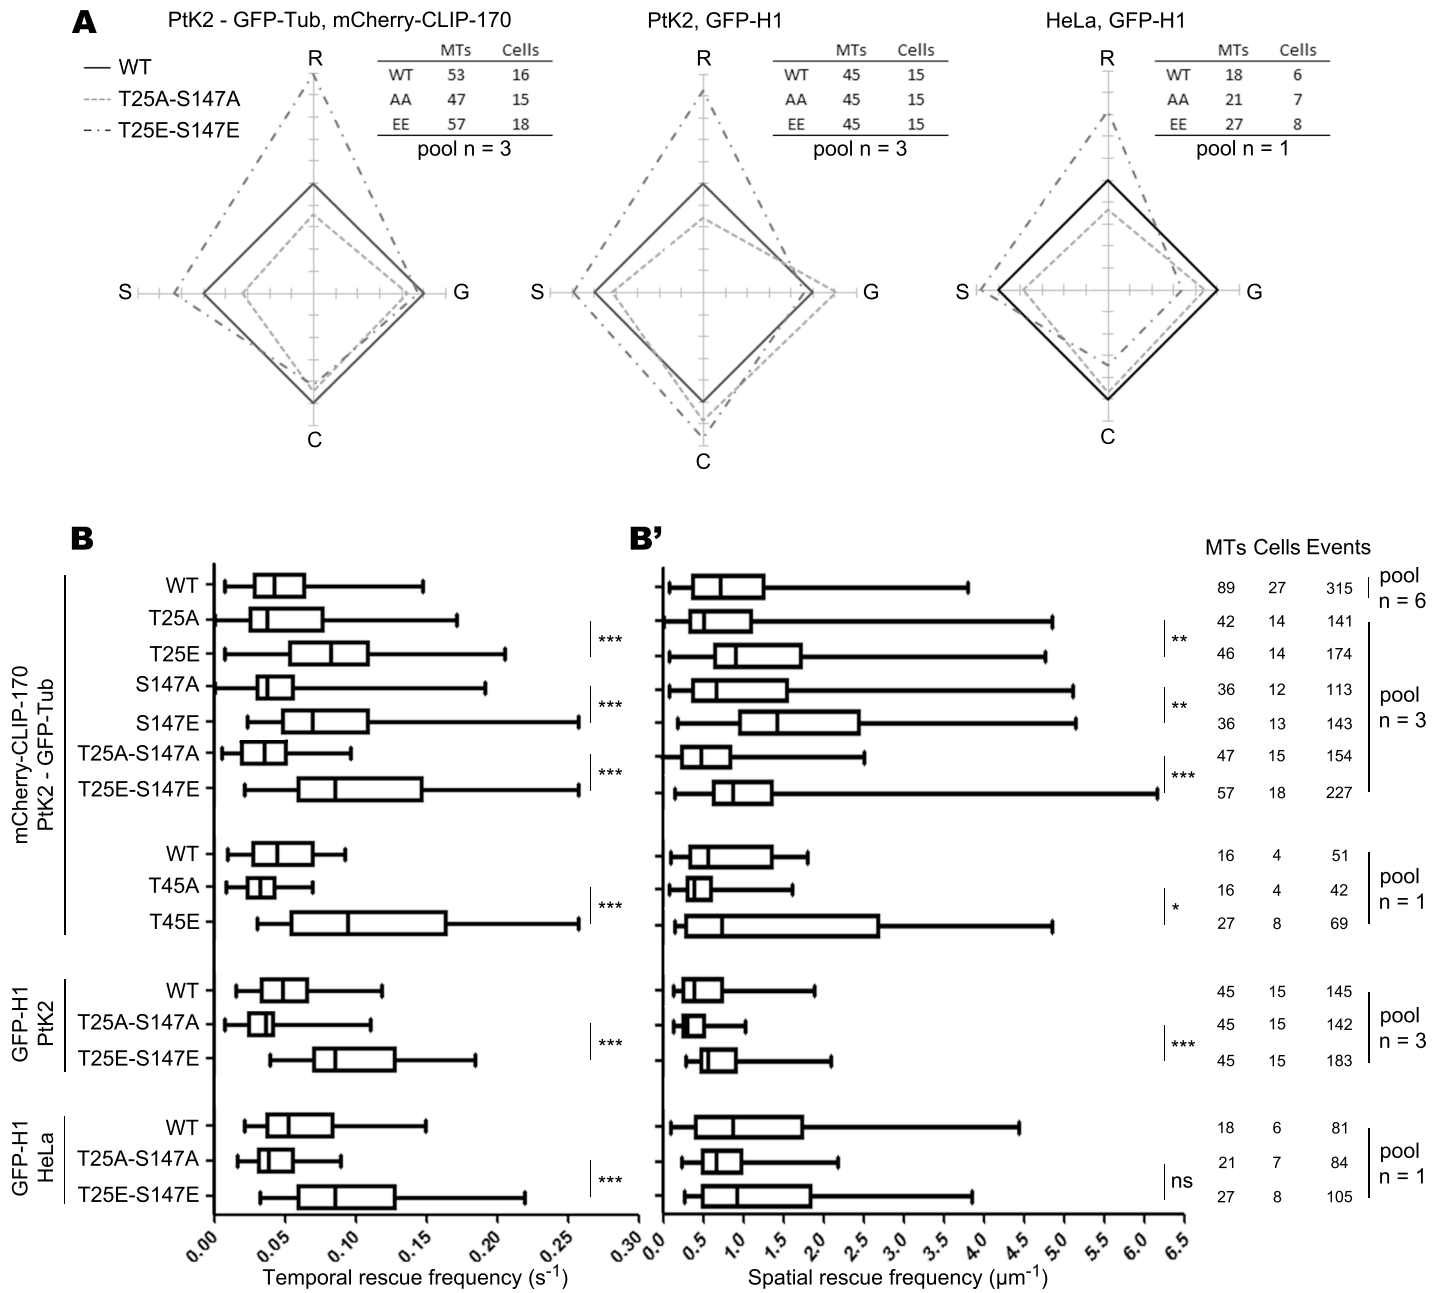 A
PtK2 - GFP-Tub, mCherry-CLIP-170
WT
T25A-S147A
T25E-S147E
R
S
G
C
MTs Cells
WT 53 16
AA 47 15
EE 57 18
pool n = 3
PtK2, GFP-H1
R
S
G
C
MTs Cells
WT 45 15
AA 45 15
EE 45 15
pool n = 3
HeLa, GFP-H1
R
S
G
C
MTs Cells
WT 18 6
AA 21 7
EE 27 8
pool n = 1
B
B’
MTs Cells Events
mCherry-CLIP-170
PtK2 - GFP-Tub
WT 89 27 315
pool
n = 6
T25A 42 14 141
*** **
T25E 46 14 174
S147A 36 12 113
*** **
S147E 36 13 143
T25A-S147A 47 15 154
*** ***
T25E-S147E 57 18 227
pool
n = 3
WT 16 4 51
T45A 16 4 42
*** *
T45E 27 8 69
pool
n = 1
GFP-H1
PtK2
WT 45 15 145
T25A-S147A 45 15 142
*** ***
T25E-S147E 45 15 183
pool
n = 3
GFP-H1
HeLa
WT 18 6 81
T25A-S147A 21 7 84
*** ns
T25E-S147E 27 8 105
pool
n = 1
0.00 0.05 0.10 0.15 0.20 0.25 0.30
Temporal rescue frequency (s-1)
0.0 0.5 1.0 1.5 2.0 2.5 3.0 3.5 4.0 4.5 5.0 5.5 6.0 6.5
Spatial rescue frequency (µm-1)